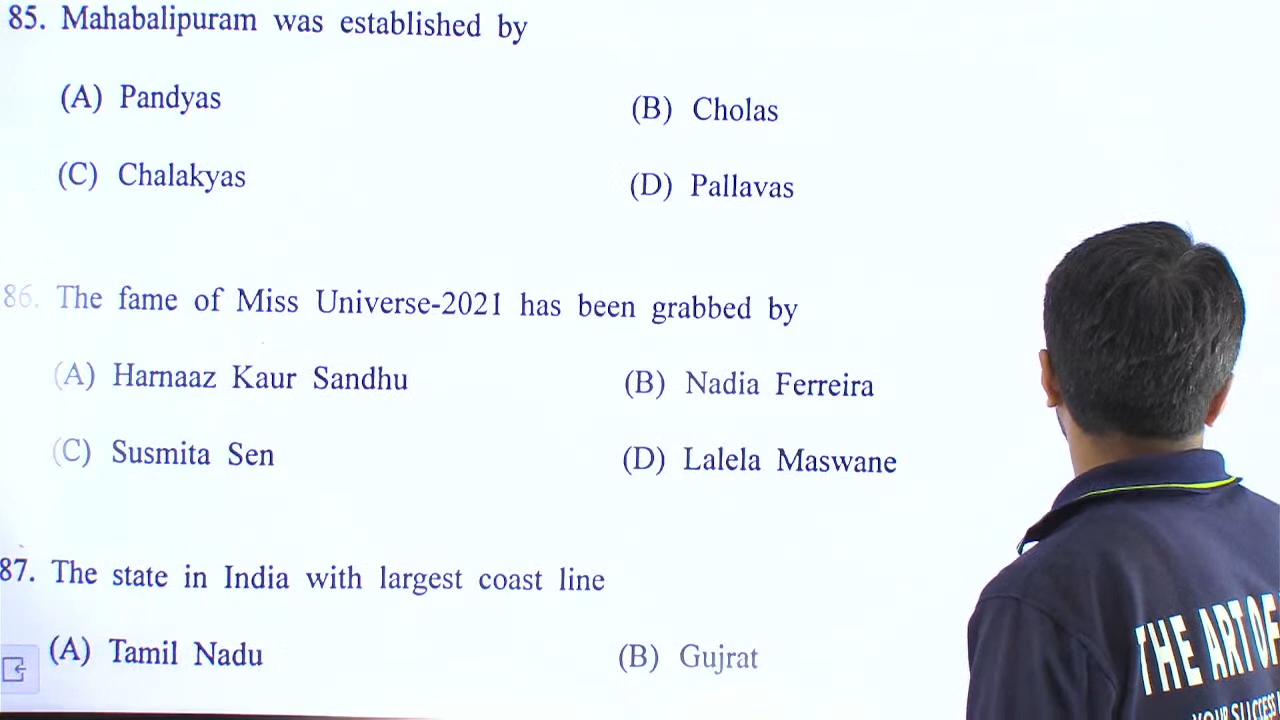 85. Mahabalipuram was established by
(A) Pandyas
(B) Cholas
(C) Chalakyas
(D) Pallavas
86. The fame of Miss Universe-2021 has been grabbed by
(A) Harnaaz Kaur Sandhu
(B) Nadia Ferreira
(C) Susmita Sen
(D) Lalela Maswane
87. The state in India with largest coast line
(A) Tamil Nadu
(B) Gujrat
THE ART OF
YOUR SUCCESS